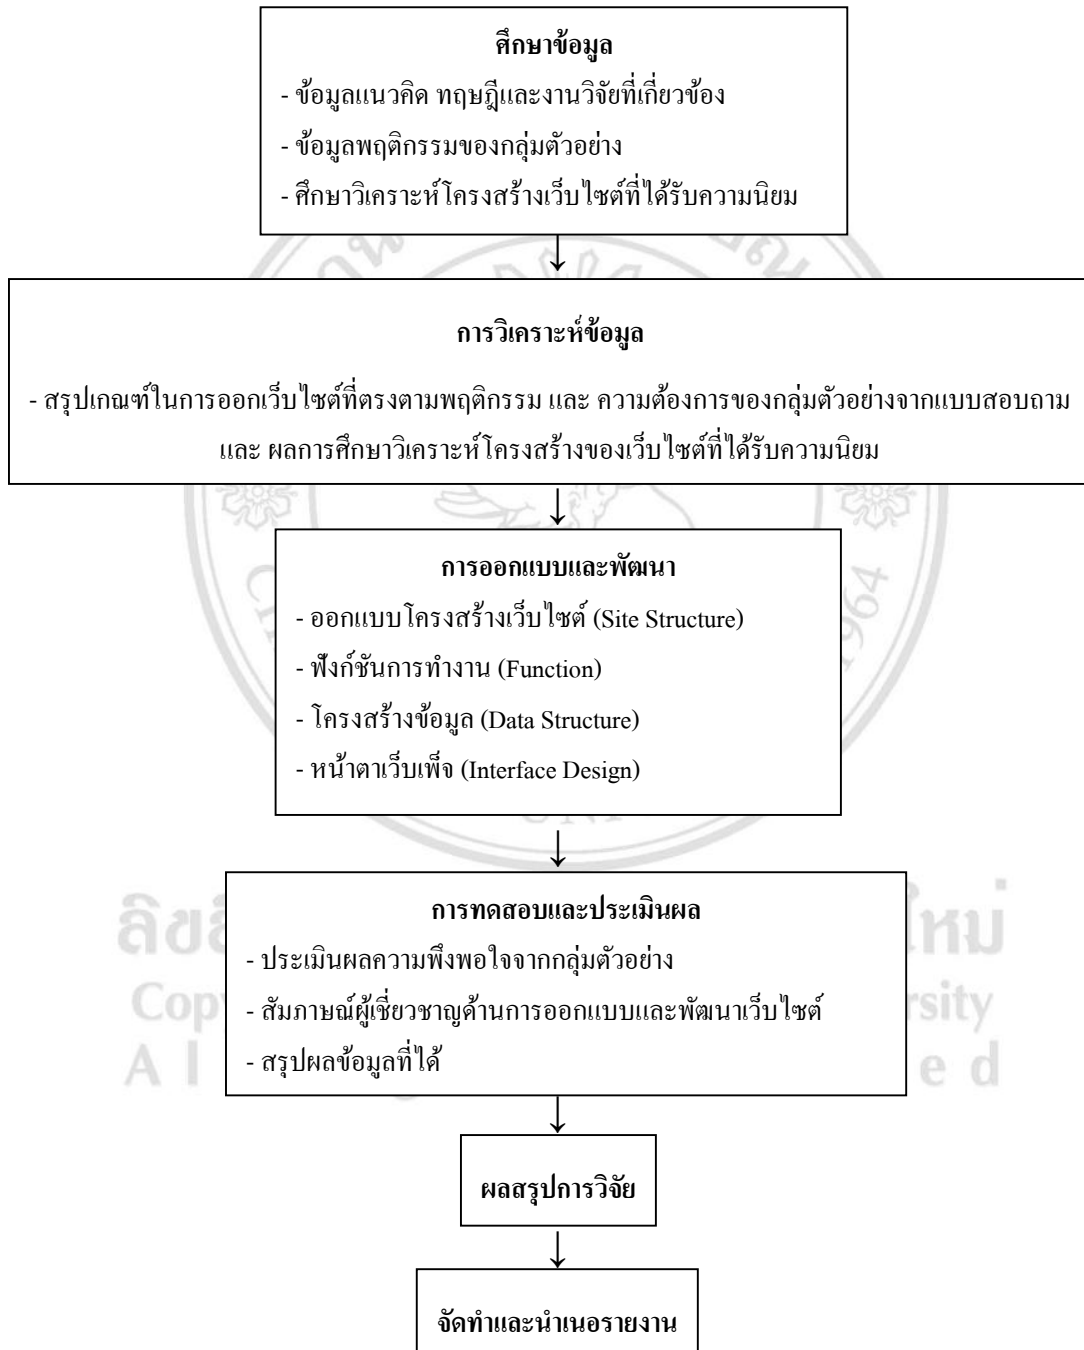 ศึกษาข้อมูล
- ข้อมูลแนวคิด ทฤษฎีและงานวิจัยที่เกี่ยวข้อง
- ข้อมูลพฤติกรรมของกลุ่มตัวอย่าง
- ศึกษาวิเคราะห์โครงสร้างเว็บไซต์ที่ได้รับความนิยม
การวิเคราะห์ข้อมูล
- สรุปเกณฑ์ในการออกเว็บไซต์ที่ตรงตามพฤติกรรม และ ความต้องการของกลุ่มตัวอย่างจากแบบสอบถาม
และ ผลการศึกษาวิเคราะห์โครงสร้างของเว็บไซต์ที่ได้รับความนิยม
การออกแบบและพัฒนา
- ออกแบบโครงสร้างเว็บไซต์ (Site Structure)
- ฟังก์ชันการทำงาน (Function)
- โครงสร้างข้อมูล (Data Structure)
- หน้าตาเว็บเพ็จ (Interface Design)
1964
การทดสอบและประเมินผล
- ประเมินผลความพึงพอใจจากกลุ่มตัวอย่าง
- สัมภาษณ์ผู้เชี่ยวชาญด้านการออกแบบและพัฒนาเว็บไซต์
- สรุปผลข้อมูลที่ได้
ผลสรุปการวิจัย
จัดทำและนำเนอรายงาน